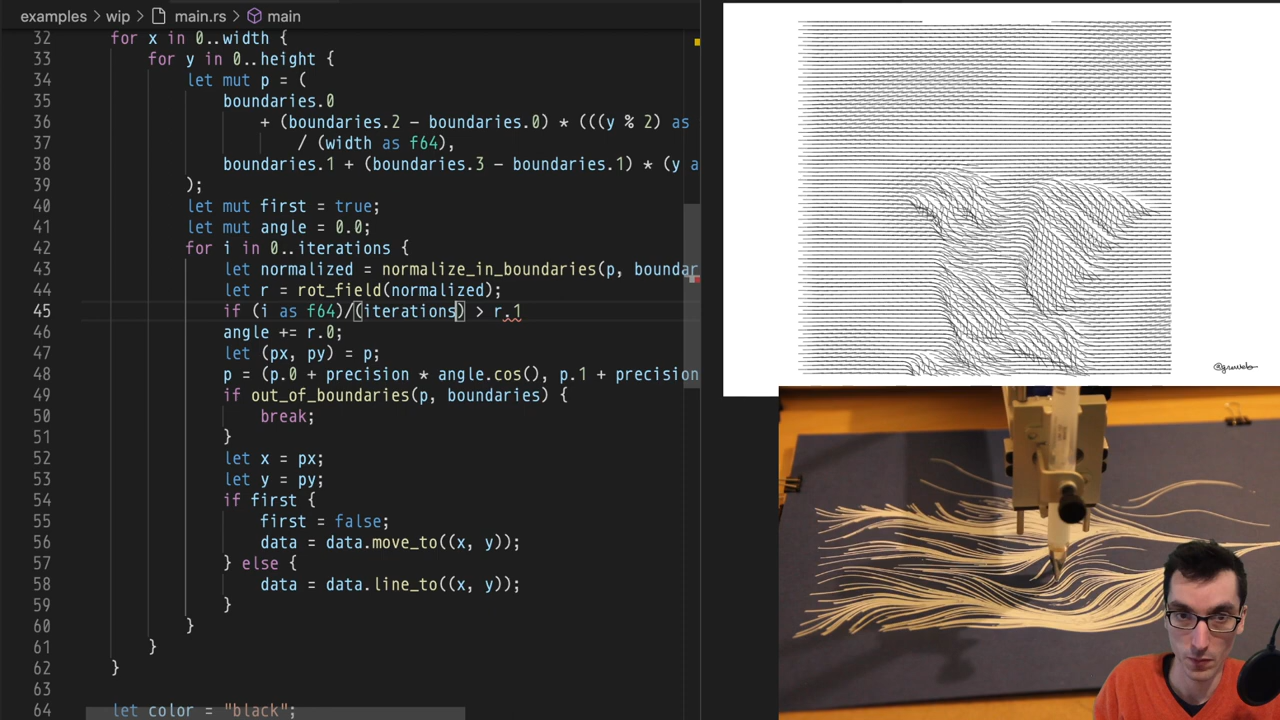 examples › wip › main.rs › main
32 for x in 0..width {
33 for y in 0..height {
34 let mut p = (
35 boundaries.0
36 + (boundaries.2 - boundaries.0) * (((y % 2) as
37 / (width as f64),
38 boundaries.1 + (boundaries.3 - boundaries.1) * (y a
39 );
40 let mut first = true;
41 let mut angle = 0.0;
42 for i in 0..iterations {
43 let normalized = normalize_in_boundaries(p, boundar
44 let r = rot_field(normalized);
45 if (i as f64)/(iterations) > r.1
46 angle += r.0;
47 let (px, py) = p;
48 p = (p.0 + precision * angle.cos(), p.1 + precision
49 if out_of_boundaries(p, boundaries) {
50 break;
51 }
52 let x = px;
53 let y = py;
54 if first {
55 first = false;
56 data = data.move_to((x, y));
57 } else {
58 data = data.line_to((x, y));
59 }
60 }
61 }
62 }
63
64 let color = "black";
@greweb